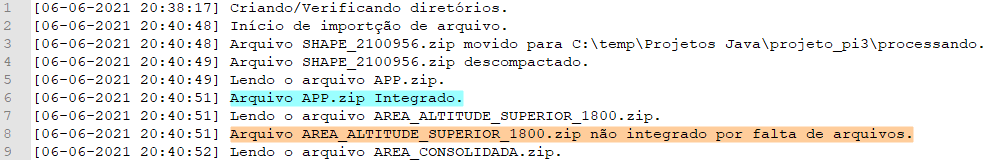 1 [06-06-2021 20:38:17] Criando/Verificando diretórios.
2 [06-06-2021 20:40:48] Início de importção de arquivo.
3 [06-06-2021 20:40:48] Arquivo SHAPE_2100956.zip movido para C:\temp\Projetos Java\projeto_pi3\processando.
4 [06-06-2021 20:40:49] Arquivo SHAPE_2100956.zip descompactado.
5 [06-06-2021 20:40:49] Lendo o arquivo APP.zip.
6 [06-06-2021 20:40:51] Arquivo APP.zip Integrado.
7 [06-06-2021 20:40:51] Lendo o arquivo AREA_ALTITUDE_SUPERIOR_1800.zip.
8 [06-06-2021 20:40:51] Arquivo AREA_ALTITUDE_SUPERIOR_1800.zip não integrado por falta de arquivos.
9 [06-06-2021 20:40:52] Lendo o arquivo AREA_CONSOLIDADA.zip.